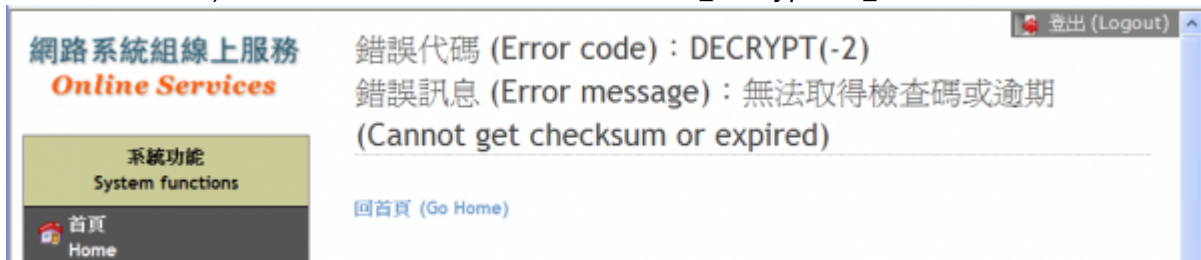 登出 (Logout)
網路系統組線上服務
Online Services
錯誤代碼 (Error code)：DECRYPT(-2)
錯誤訊息 (Error message)：無法取得檢查碼或逾期
(Cannot get checksum or expired)
系統功能
System functions
回首頁 (Go Home)
首頁
Home